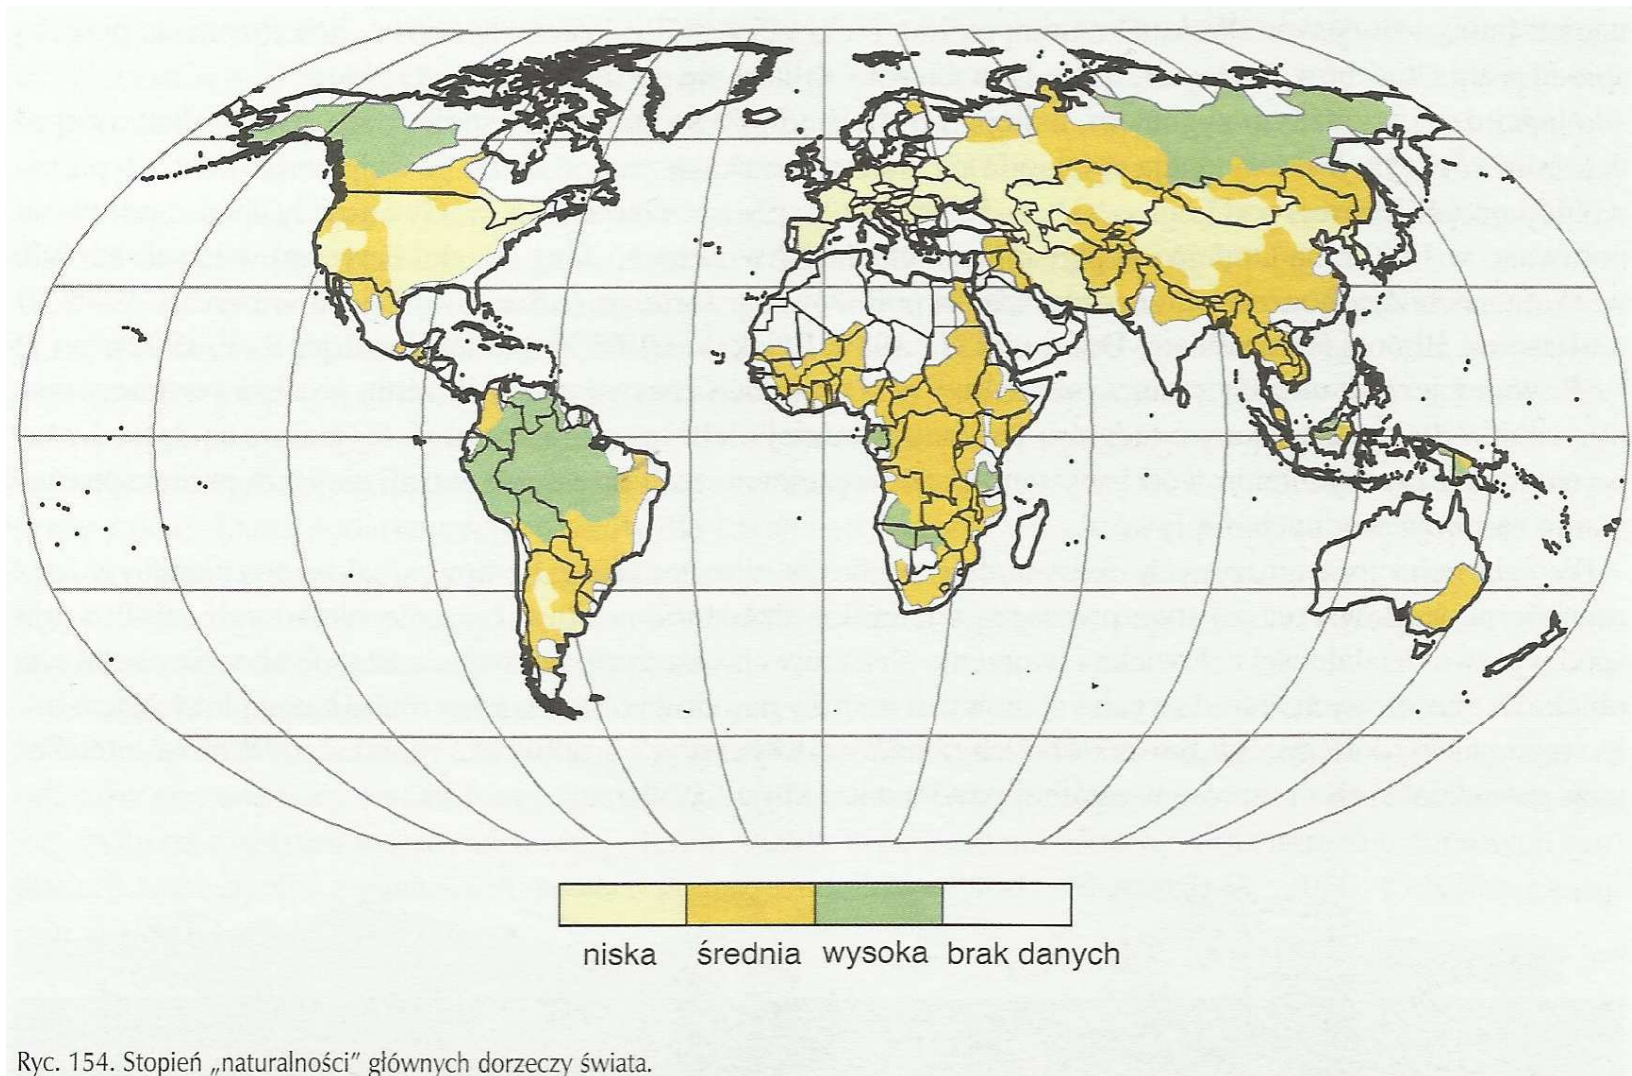 niska średnia wysoka brak danych
Ryc. 154. Stopień „naturalności” głównych dorzeczy świata.